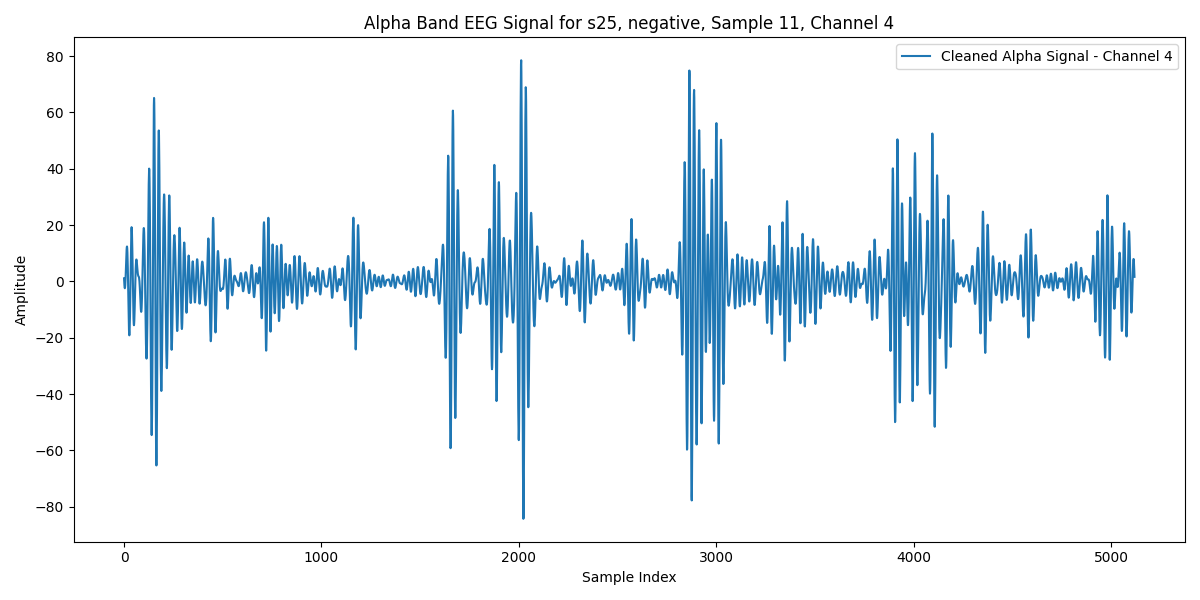 Alpha Band EEG Signal for s25, negative, Sample 11, Channel 4
Cleaned Alpha Signal - Channel 4
Amplitude
80
60
40
20
0
−20
−40
−60
−80
0 1000 2000 3000 4000 5000
Sample Index